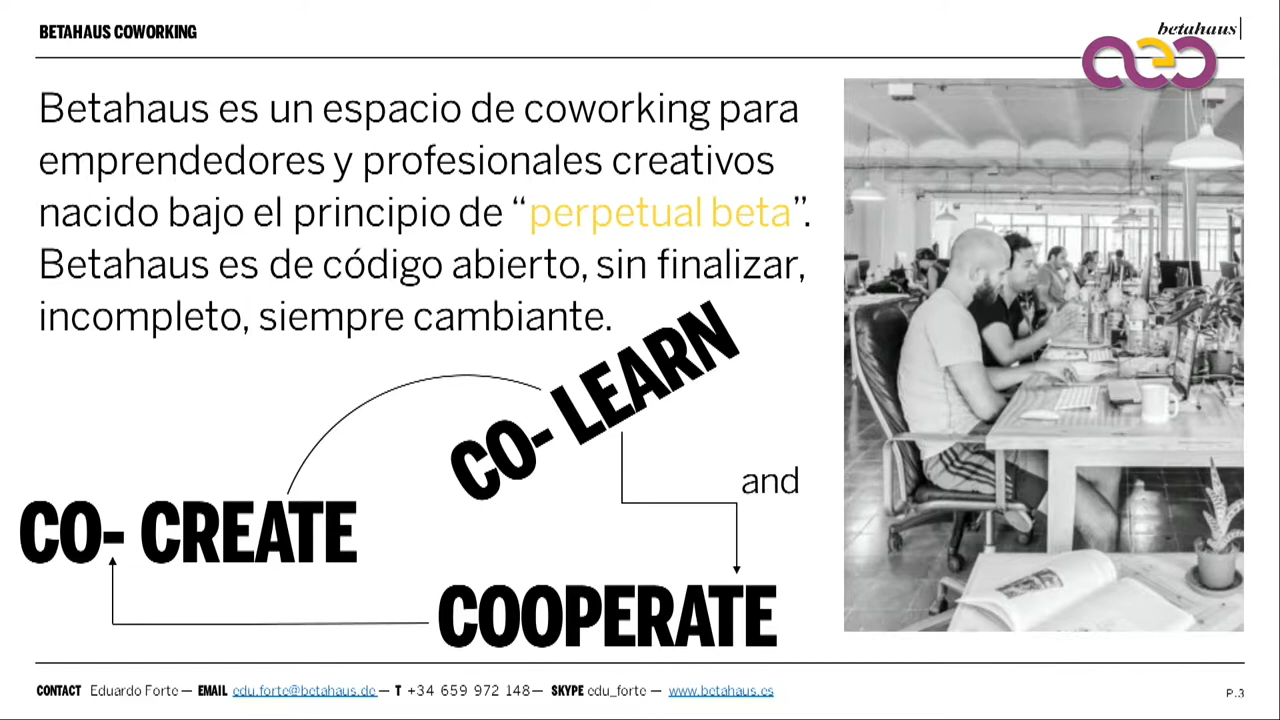 BETAHAUS COWORKING
betahaus|
Betahaus es un espacio de coworking para
emprendedores y profesionales creativos
nacido bajo el principio de “perpetual beta”.
Betahaus es de código abierto, sin finalizar,
incompleto, siempre cambiante.
CO- LEARN
and
CO- CREATE
COOPERATE
CONTACT Eduardo Forte — EMAIL edu.forte@betahaus.de — T +34 659 972 148— SKYPE edu_forte — www.betahaus.es
P.3